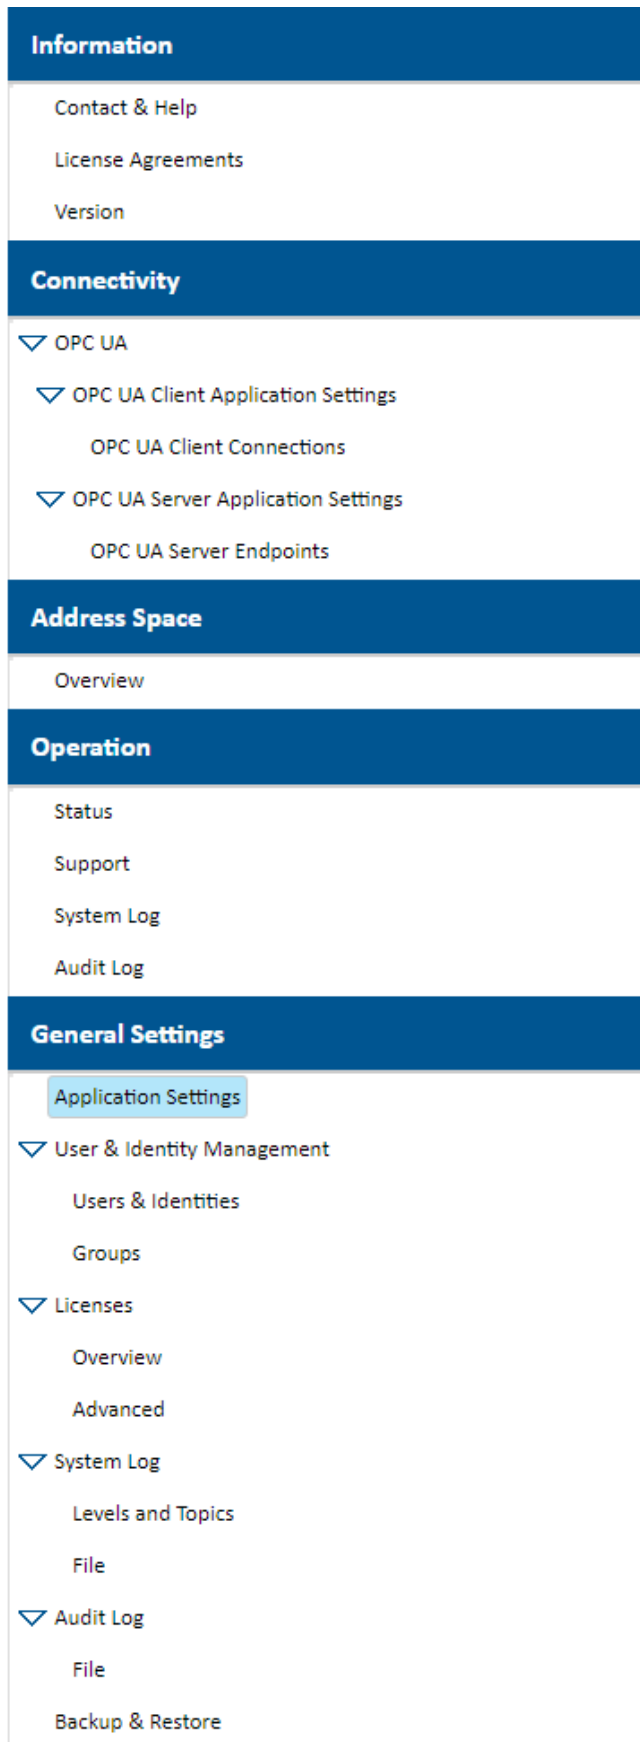 Information
Contact & Help
License Agreements
Version
Connectivity
OPC UA
OPC UA Client Application Settings
OPC UA Client Connections
OPC UA Server Application Settings
OPC UA Server Endpoints
Address Space
Overview
Operation
Status
Support
System Log
Audit Log
General Settings
Application Settings
User & Identity Management
Users & Identities
Groups
Licenses
Overview
Advanced
System Log
Levels and Topics
File
Audit Log
File
Backup & Restore